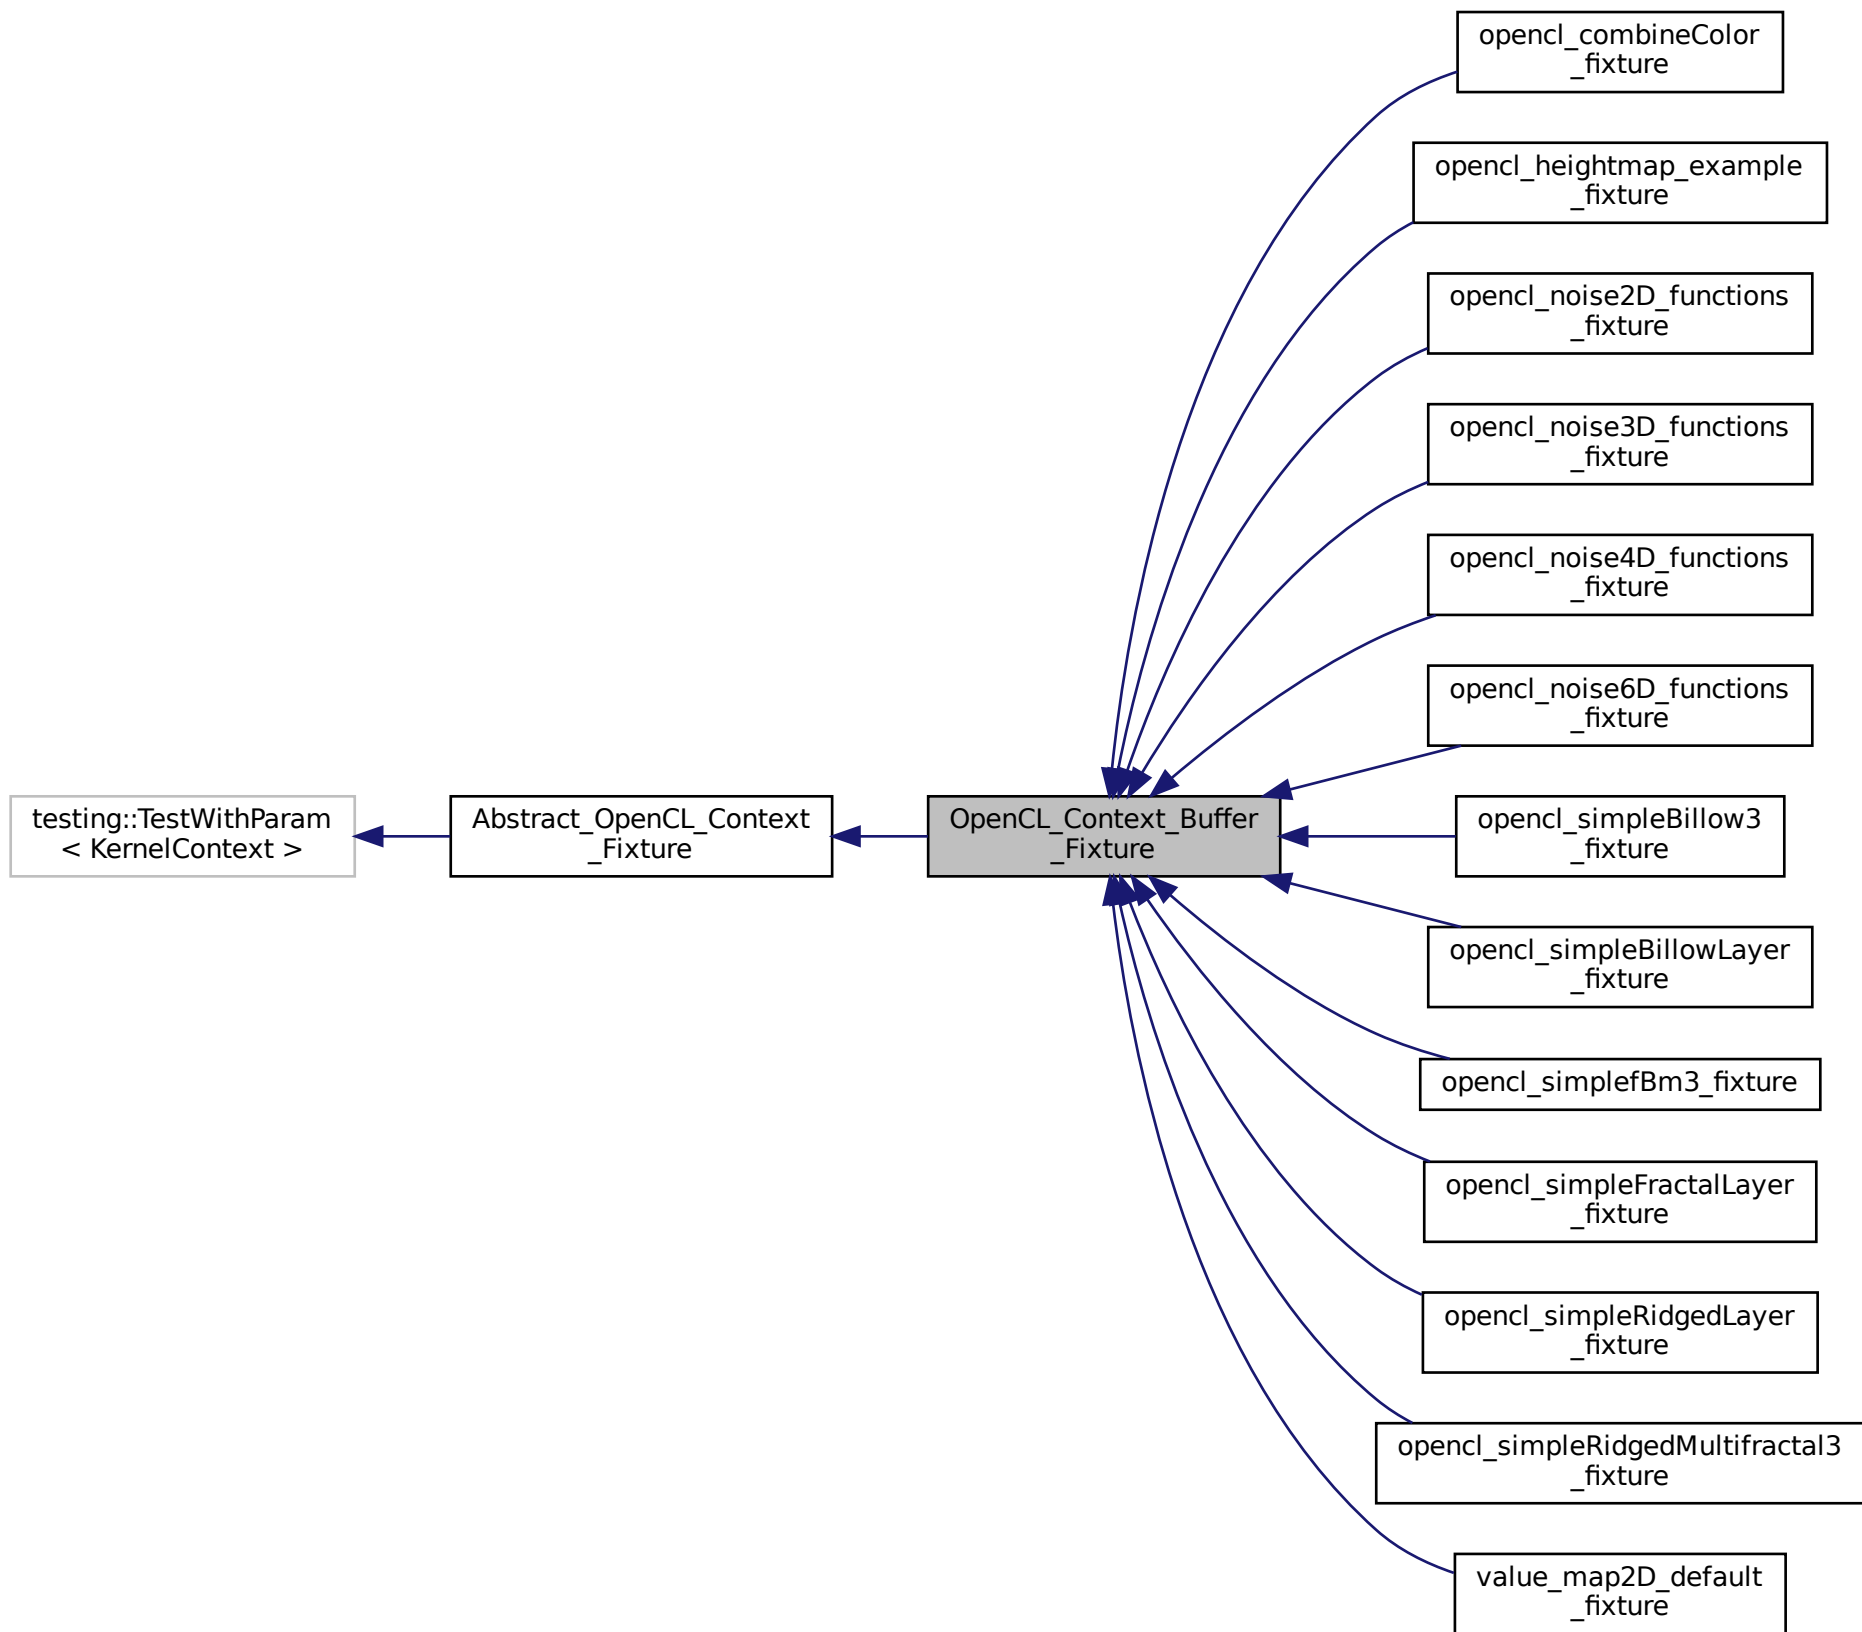 opencl_combineColor
_fixture
opencl_heightmap_example
_fixture
opencl_noise2D_functions
_fixture
opencl_noise3D_functions
_fixture
opencl_noise4D_functions
_fixture
opencl_noise6D_functions
_fixture
testing::TestWithParam
< KernelContext >
Abstract_OpenCL_Context
_Fixture
OpenCL_Context_Buffer
_Fixture
opencl_simpleBillow3
_fixture
opencl_simpleBillowLayer
_fixture
opencl_simplefBm3_fixture
opencl_simpleFractalLayer
_fixture
opencl_simpleRidgedLayer
_fixture
opencl_simpleRidgedMultifractal3
_fixture
value_map2D_default
_fixture